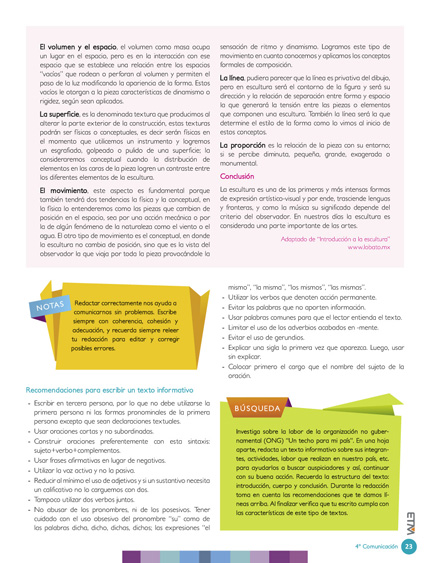 El volumen y el espacio, el volumen como masa ocupa
un lugar en el espacio, pero es en la interacción con ese
espacio que se establece una relación entre los espacios
“vacíos” que rodean o perforan al volumen y permiten el
paso de la luz modificando la apariencia de la forma. Estos
vacíos le otorgan a la pieza características de dinamismo o
rigidez, según sean aplicados.
La superficie, es la denominada textura que producimos al
alterar la parte exterior de la construcción, estas texturas
podrán ser físicas o conceptuales, es decir serán físicas en
el momento que utilicemos un instrumento y logremos
un esgrafiado, golpeado o pulido de una superficie; la
consideraremos conceptual cuando la distribución de
elementos en las caras de la pieza logren un contraste entre
los diferentes elementos de la escultura.
El movimiento, este aspecto es fundamental porque
también tendrá dos tendencias la física y la conceptual, en
la física lo entenderemos como las piezas que cambian de
posición en el espacio, sea por una acción mecánica o por
la de algún fenómeno de la naturaleza como el viento o el
agua. El otro tipo de movimiento es el conceptual, en donde
la escultura no cambia de posición, sino que es la vista del
observador la que viaja por toda la pieza provocándole la
sensación de ritmo y dinamismo. Logramos este tipo de
movimiento en cuanto conocemos y aplicamos los conceptos
formales de composición.
La línea, pudiera parecer que la línea es privativa del dibujo,
pero en escultura será el contorno de la figura y será su
dirección y la relación de separación entre forma y espacio
la que generará la tensión entre las piezas o elementos
que componen una escultura. También la línea será la que
determine el estilo de la forma como lo vimos al inicio de
estos conceptos.
La proporción es la relación de la pieza con su entorno;
si se percibe diminuta, pequeña, grande, exagerada o
monumental.
Conclusión
La escultura es una de las primeras y más intensas formas
de expresión artística-visual y por ende, trasciende lenguas
y fronteras, y como la música su significado depende del
criterio del observador. En nuestros días la escultura es
considerada una parte importante de las artes.
Adaptado de “Introducción a la escultura”
www.lobato.mx
NOTAS
Redactar correctamente nos ayuda a
comunicarnos sin problemas. Escribe
siempre con coherencia, cohesión y
adecuación, y recuerda siempre releer
tu redacción para editar y corregir
posibles errores.
Recomendaciones para escribir un texto informativo
- Escribir en tercera persona, por lo que no debe utilizarse la
primera persona ni las formas pronominales de la primera
persona excepto que sean declaraciones textuales.
- Usar oraciones cortas y no subordinadas.
- Construir oraciones preferentemente con esta sintaxis:
sujeto+verbo+complementos.
- Usar frases afirmativas en lugar de negativas.
- Utilizar la voz activa y no la pasiva.
- Reducir al mínimo el uso de adjetivos y si un sustantivo necesita
un calificativo no lo carguemos con dos.
- Tampoco utilizar dos verbos juntos.
- No abusar de los pronombres, ni de los posesivos. Tener
cuidado con el uso obsesivo del pronombre “su” como de
las palabras dicha, dicho, dichas, dichos; las expresiones “el
mismo”, “la misma”, “los mismos”, “las mismas”.
- Utilizar los verbos que denoten acción permanente.
- Evitar las palabras que no aporten información.
- Usar palabras comunes para que el lector entienda el texto.
- Limitar el uso de los adverbios acabados en -mente.
- Evitar el uso de gerundios.
- Explicar una sigla la primera vez que aparezca. Luego, usar
sin explicar.
- Colocar primero el cargo que el nombre del sujeto de la
oración.
BÚSQUEDA
Investiga sobre la labor de la organización no guber-
namental (ONG) “Un techo para mi país”. En una hoja
aparte, redacta un texto informativo sobre sus integran-
tes, actividades, labor que realizan en nuestro país, etc.
para ayudarlos a buscar auspiciadores y así, continuar
con su buena acción. Recuerda la estructura del texto:
introducción, cuerpo y conclusión. Durante la redacción
toma en cuenta las recomendaciones que te damos lí-
neas arriba. Al finalizar verifica que tu escrito cumpla con
las características de este tipo de textos.
4º Comunicación 23